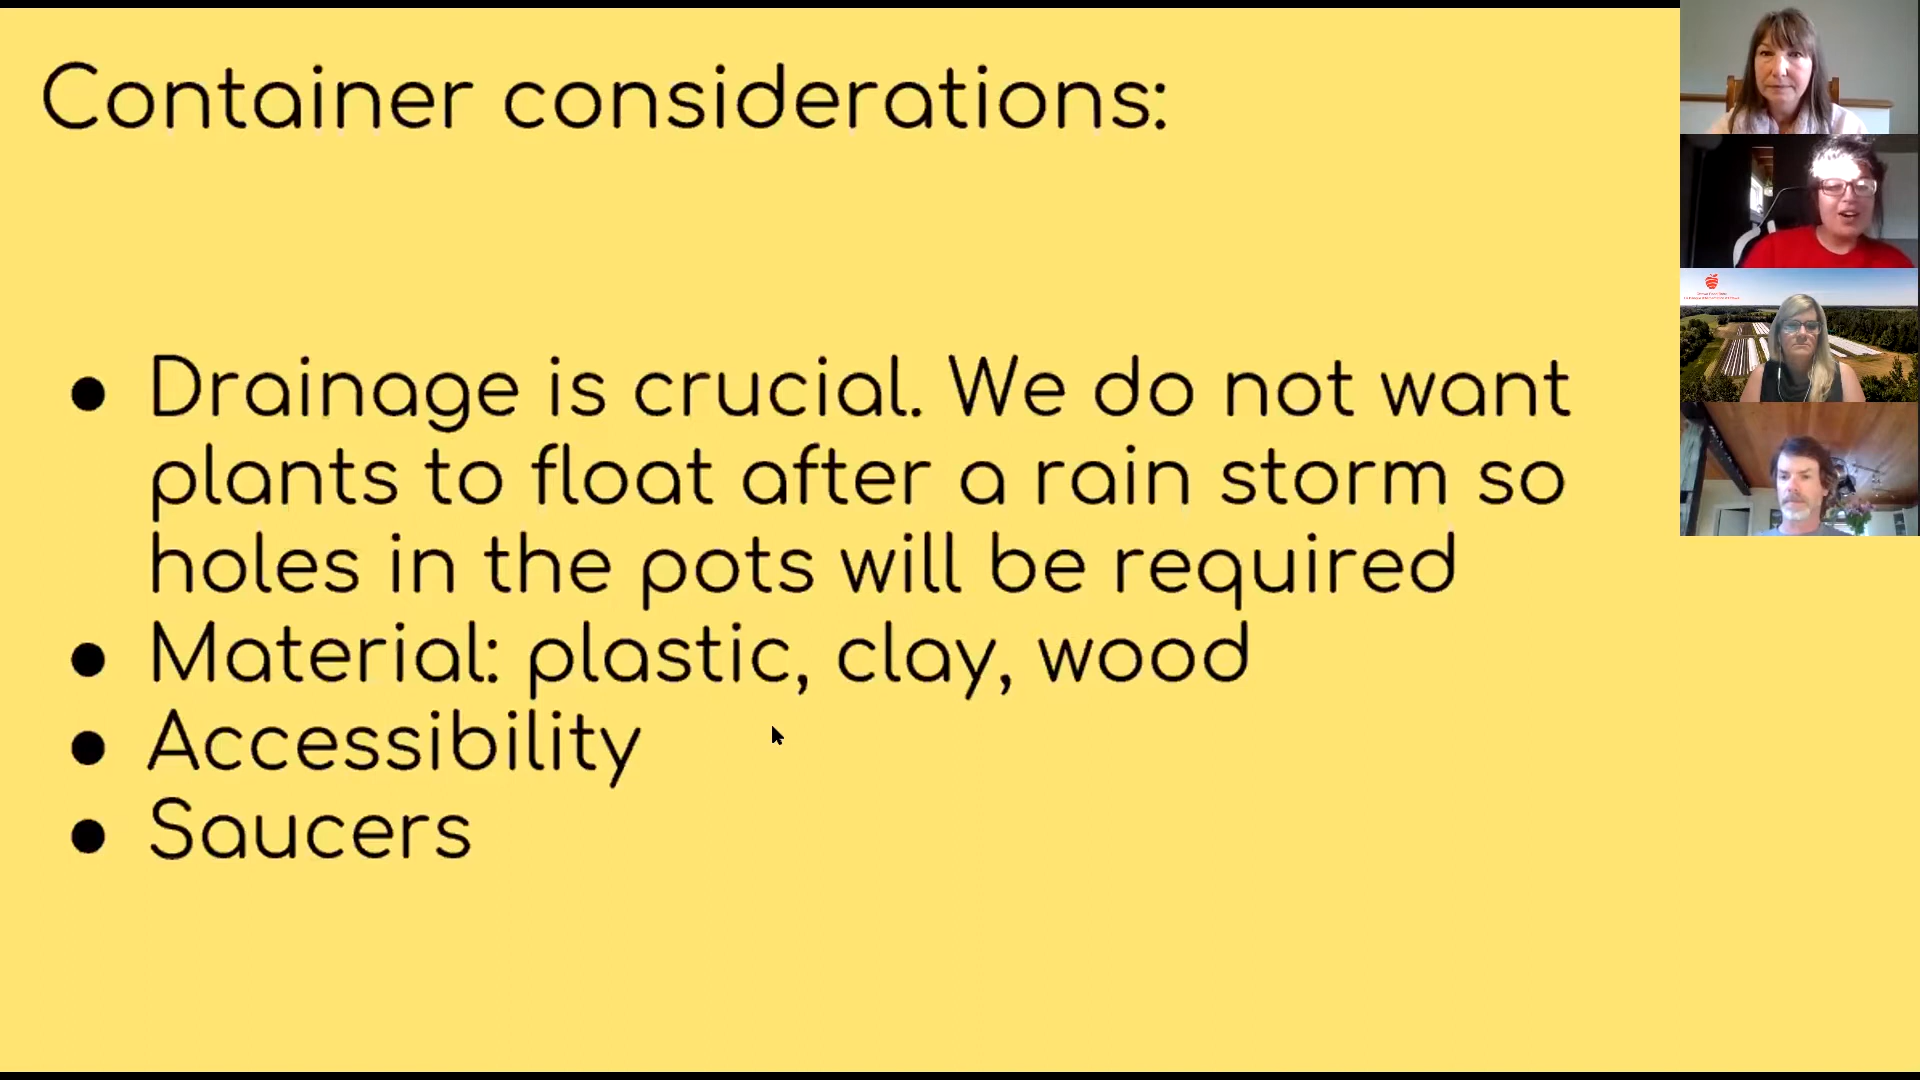 Container considerations:
● Drainage is crucial. We do not want
plants to float after a rain storm so
holes in the pots will be required
● Material: plastic, clay, wood
● Accessibility
● Saucers